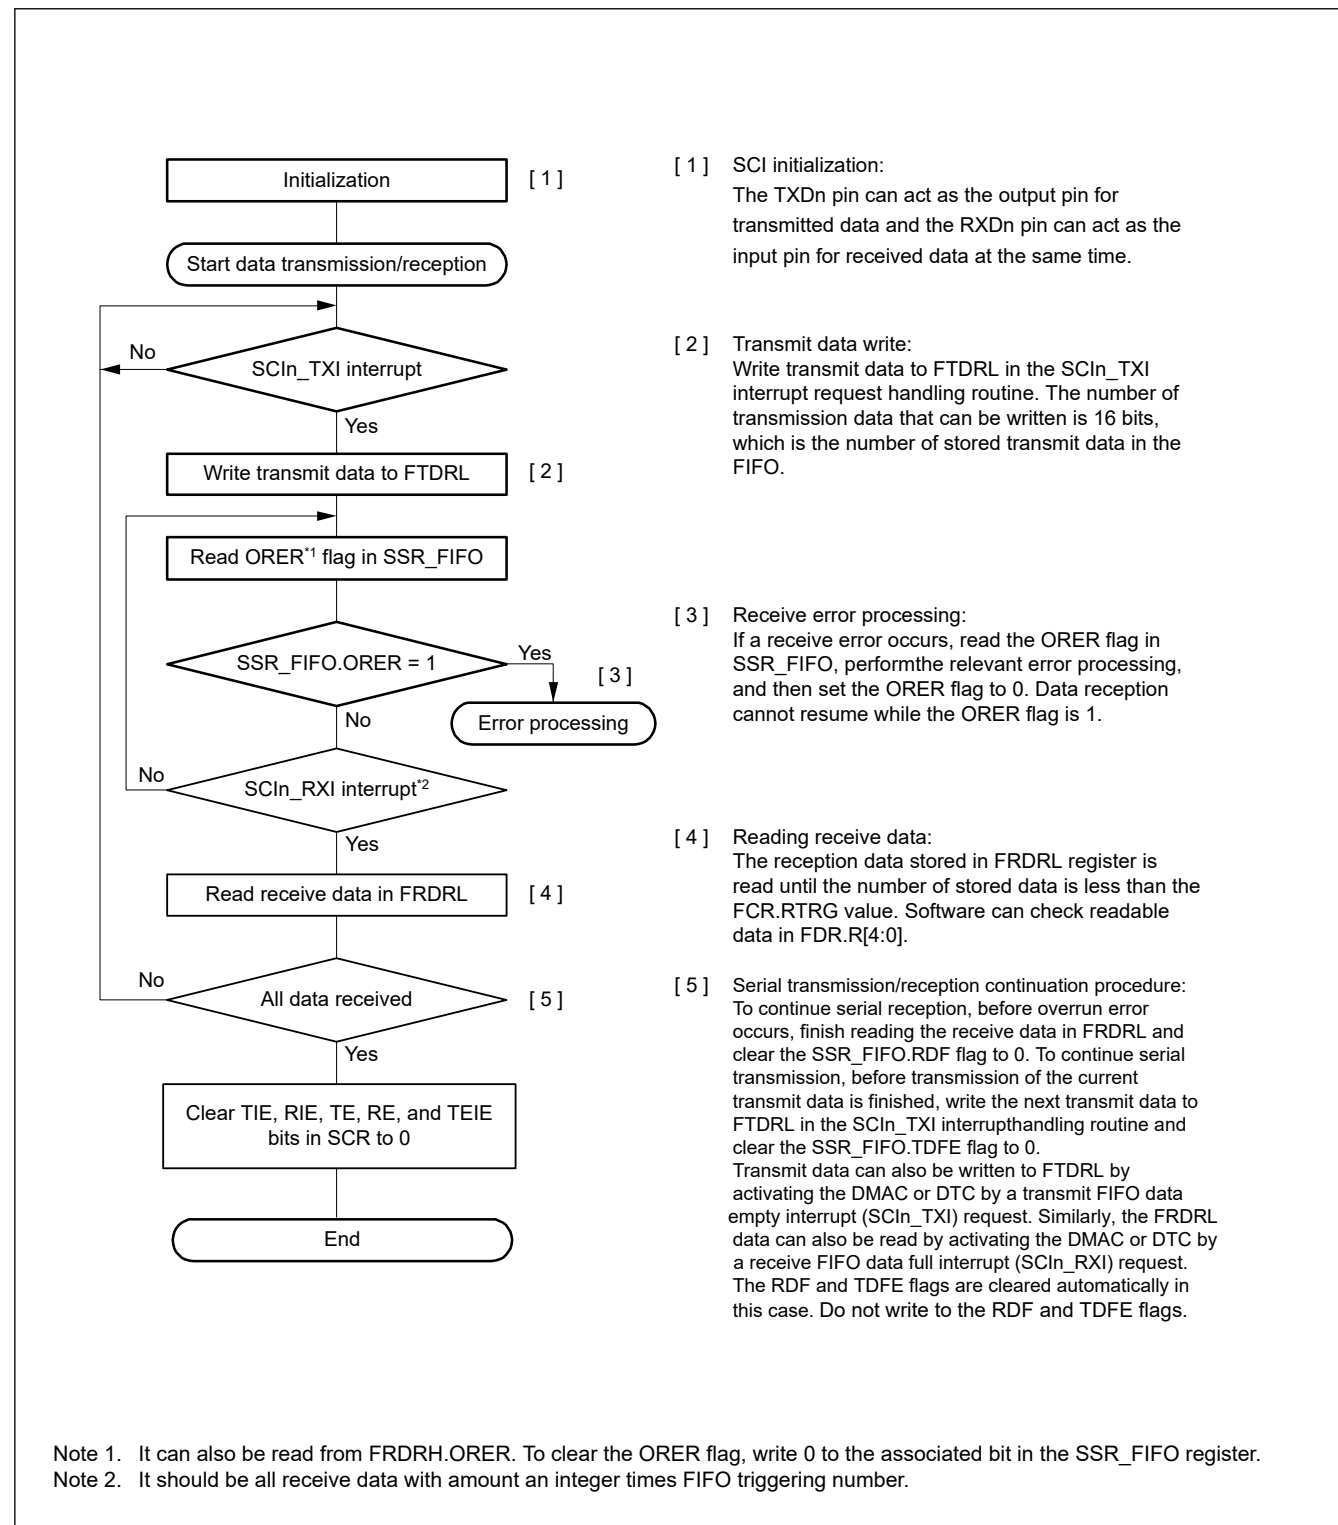 Initialization
[ 1 ]
Start data transmission/reception
No
SCIn_TXI interrupt
Yes
Write transmit data to FTDRL
[ 2 ]
Read ORER*1 flag in SSR_FIFO
SSR_FIFO.ORER = 1
Yes
[ 3 ]
No
Error processing
No
SCIn_RXI interrupt*2
Yes
Read receive data in FRDRL
[ 4 ]
No
All data received
[ 5 ]
Yes
Clear TIE, RIE, TE, RE, and TEIE
bits in SCR to 0
End
[ 1 ] SCI initialization:
The TXDn pin can act as the output pin for
transmitted data and the RXDn pin can act as the
input pin for received data at the same time.
[ 2 ] Transmit data write:
Write transmit data to FTDRL in the SCIn_TXI
interrupt request handling routine. The number of
transmission data that can be written is 16 bits,
which is the number of stored transmit data in the
FIFO.
[ 3 ] Receive error processing:
If a receive error occurs, read the ORER flag in
SSR_FIFO, performthe relevant error processing,
and then set the ORER flag to 0. Data reception
cannot resume while the ORER flag is 1.
[ 4 ] Reading receive data:
The reception data stored in FRDRL register is
read until the number of stored data is less than the
FCR.RTRG value. Software can check readable
data in FDR.R[4:0].
[ 5 ] Serial transmission/reception continuation procedure:
To continue serial reception, before overrun error
occurs, finish reading the receive data in FRDRL and
clear the SSR_FIFO.RDF flag to 0. To continue serial
transmission, before transmission of the current
transmit data is finished, write the next transmit data to
FTDRL in the SCIn_TXI interrupthandling routine and
clear the SSR_FIFO.TDFE flag to 0.
Transmit data can also be written to FTDRL by
activating the DMAC or DTC by a transmit FIFO data
empty interrupt (SCIn_TXI) request. Similarly, the FRDRL
data can also be read by activating the DMAC or DTC by
a receive FIFO data full interrupt (SCIn_RXI) request.
The RDF and TDFE flags are cleared automatically in
this case. Do not write to the RDF and TDFE flags.
Note 1. It can also be read from FRDRH.ORER. To clear the ORER flag, write 0 to the associated bit in the SSR_FIFO register.
Note 2. It should be all receive data with amount an integer times FIFO triggering number.